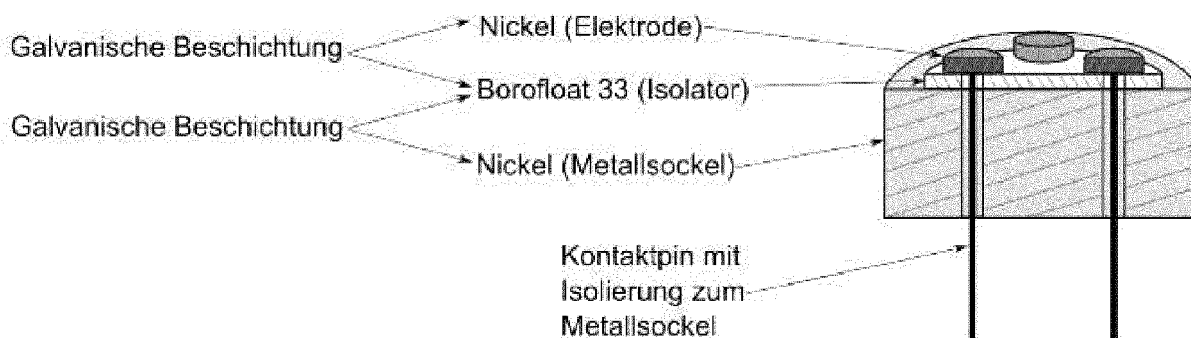 Galvanische Beschichtung
Nickel (Elektrode)
Borofloat 33 (Isolator)
Galvanische Beschichtung
Nickel (Metallsockel)
Kontaktpin mit
Isolierung zum
Metallsockel